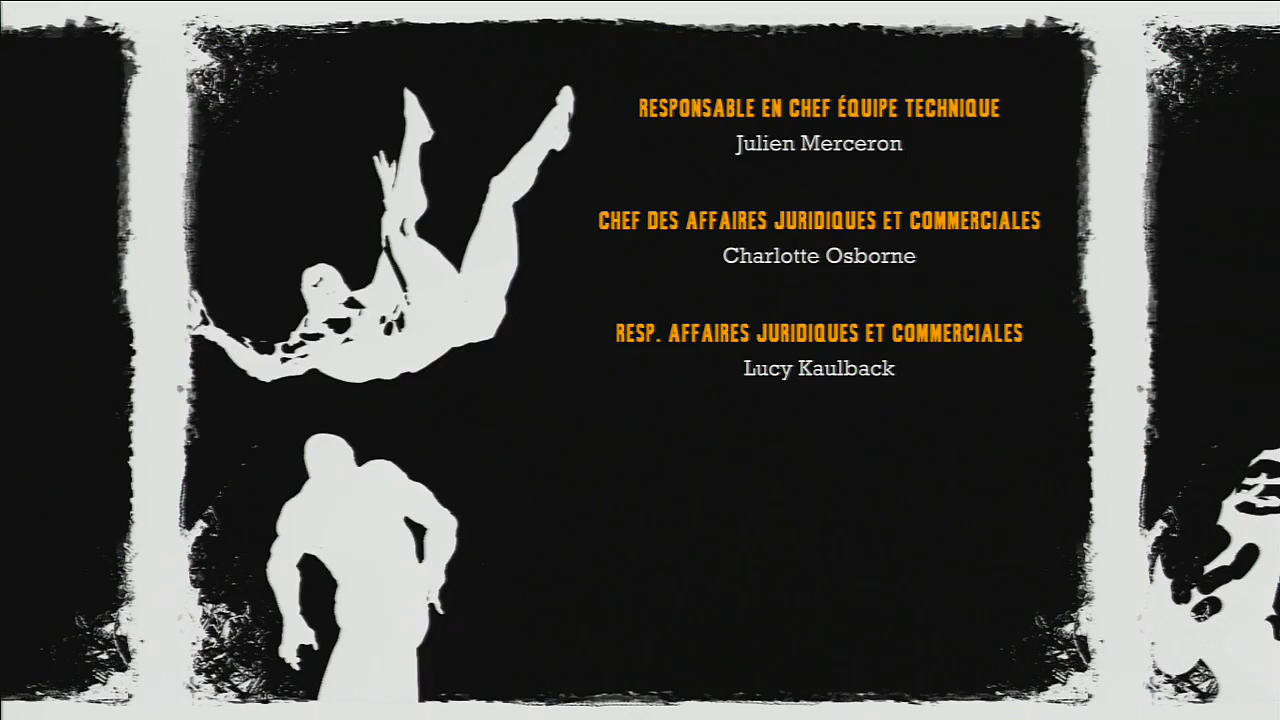 RESPONSABLE EN CHEF ÉQUIPE TECHNIQUE
Julien Merceron
CHEF DES AFFAIRES JURIDIQUES ET COMMERCIALES
Charlotte Osborne
RESP. AFFAIRES JURIDIQUES ET COMMERCIALES
Lucy Kaulback